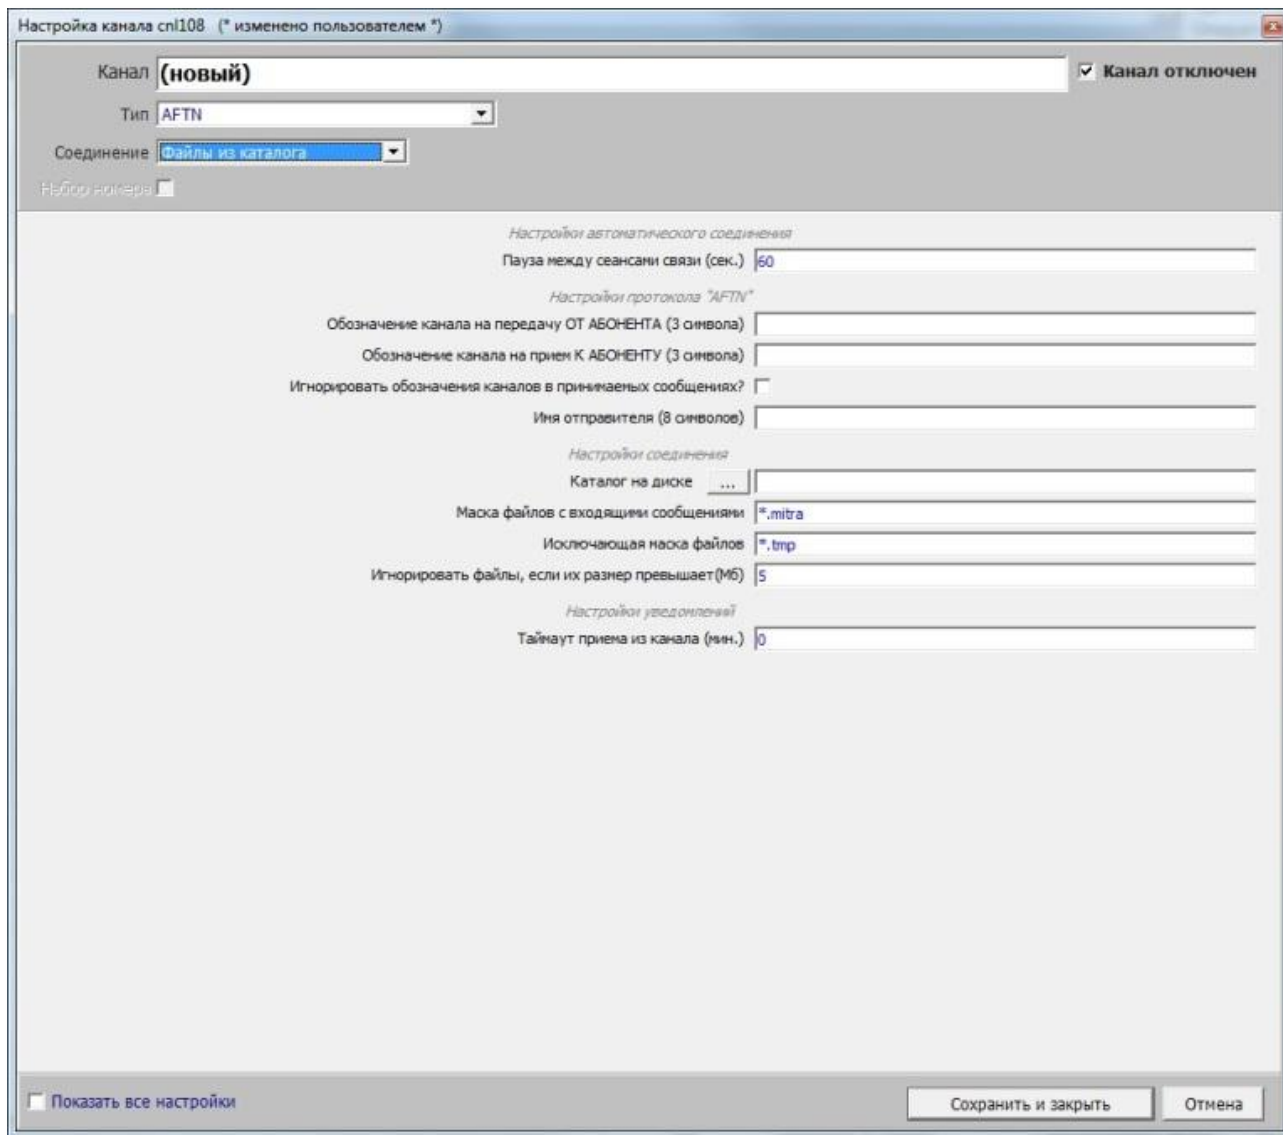 Настройка канала cnl108 (* изменено пользователем *)
Канал (новый) Канал отключен
Тип AFTN
Соединение Файлы из каталога
Набор номера
Настройки автоматического соединения
Пауза между сеансами связи (сек.) 60
Настройки протокола "AFTN"
Обозначение канала на передачу ОТ АБОНЕНТА (3 символа)
Обозначение канала на прием К АБОНЕНТУ (3 символа)
Игнорировать обозначения каналов в принимаемых сообщениях?
Имя отправителя (8 символов)
Настройки соединения
Каталог на диске ...
Маска файлов с входящими сообщениями *.mitra
Исключающая маска файлов *.tmp
Игнорировать файлы, если их размер превышает(Мб) 5
Настройки уведомлений
Таймаут приема из канала (мин.) 0
Показать все настройки Сохранить и закрыть Отмена